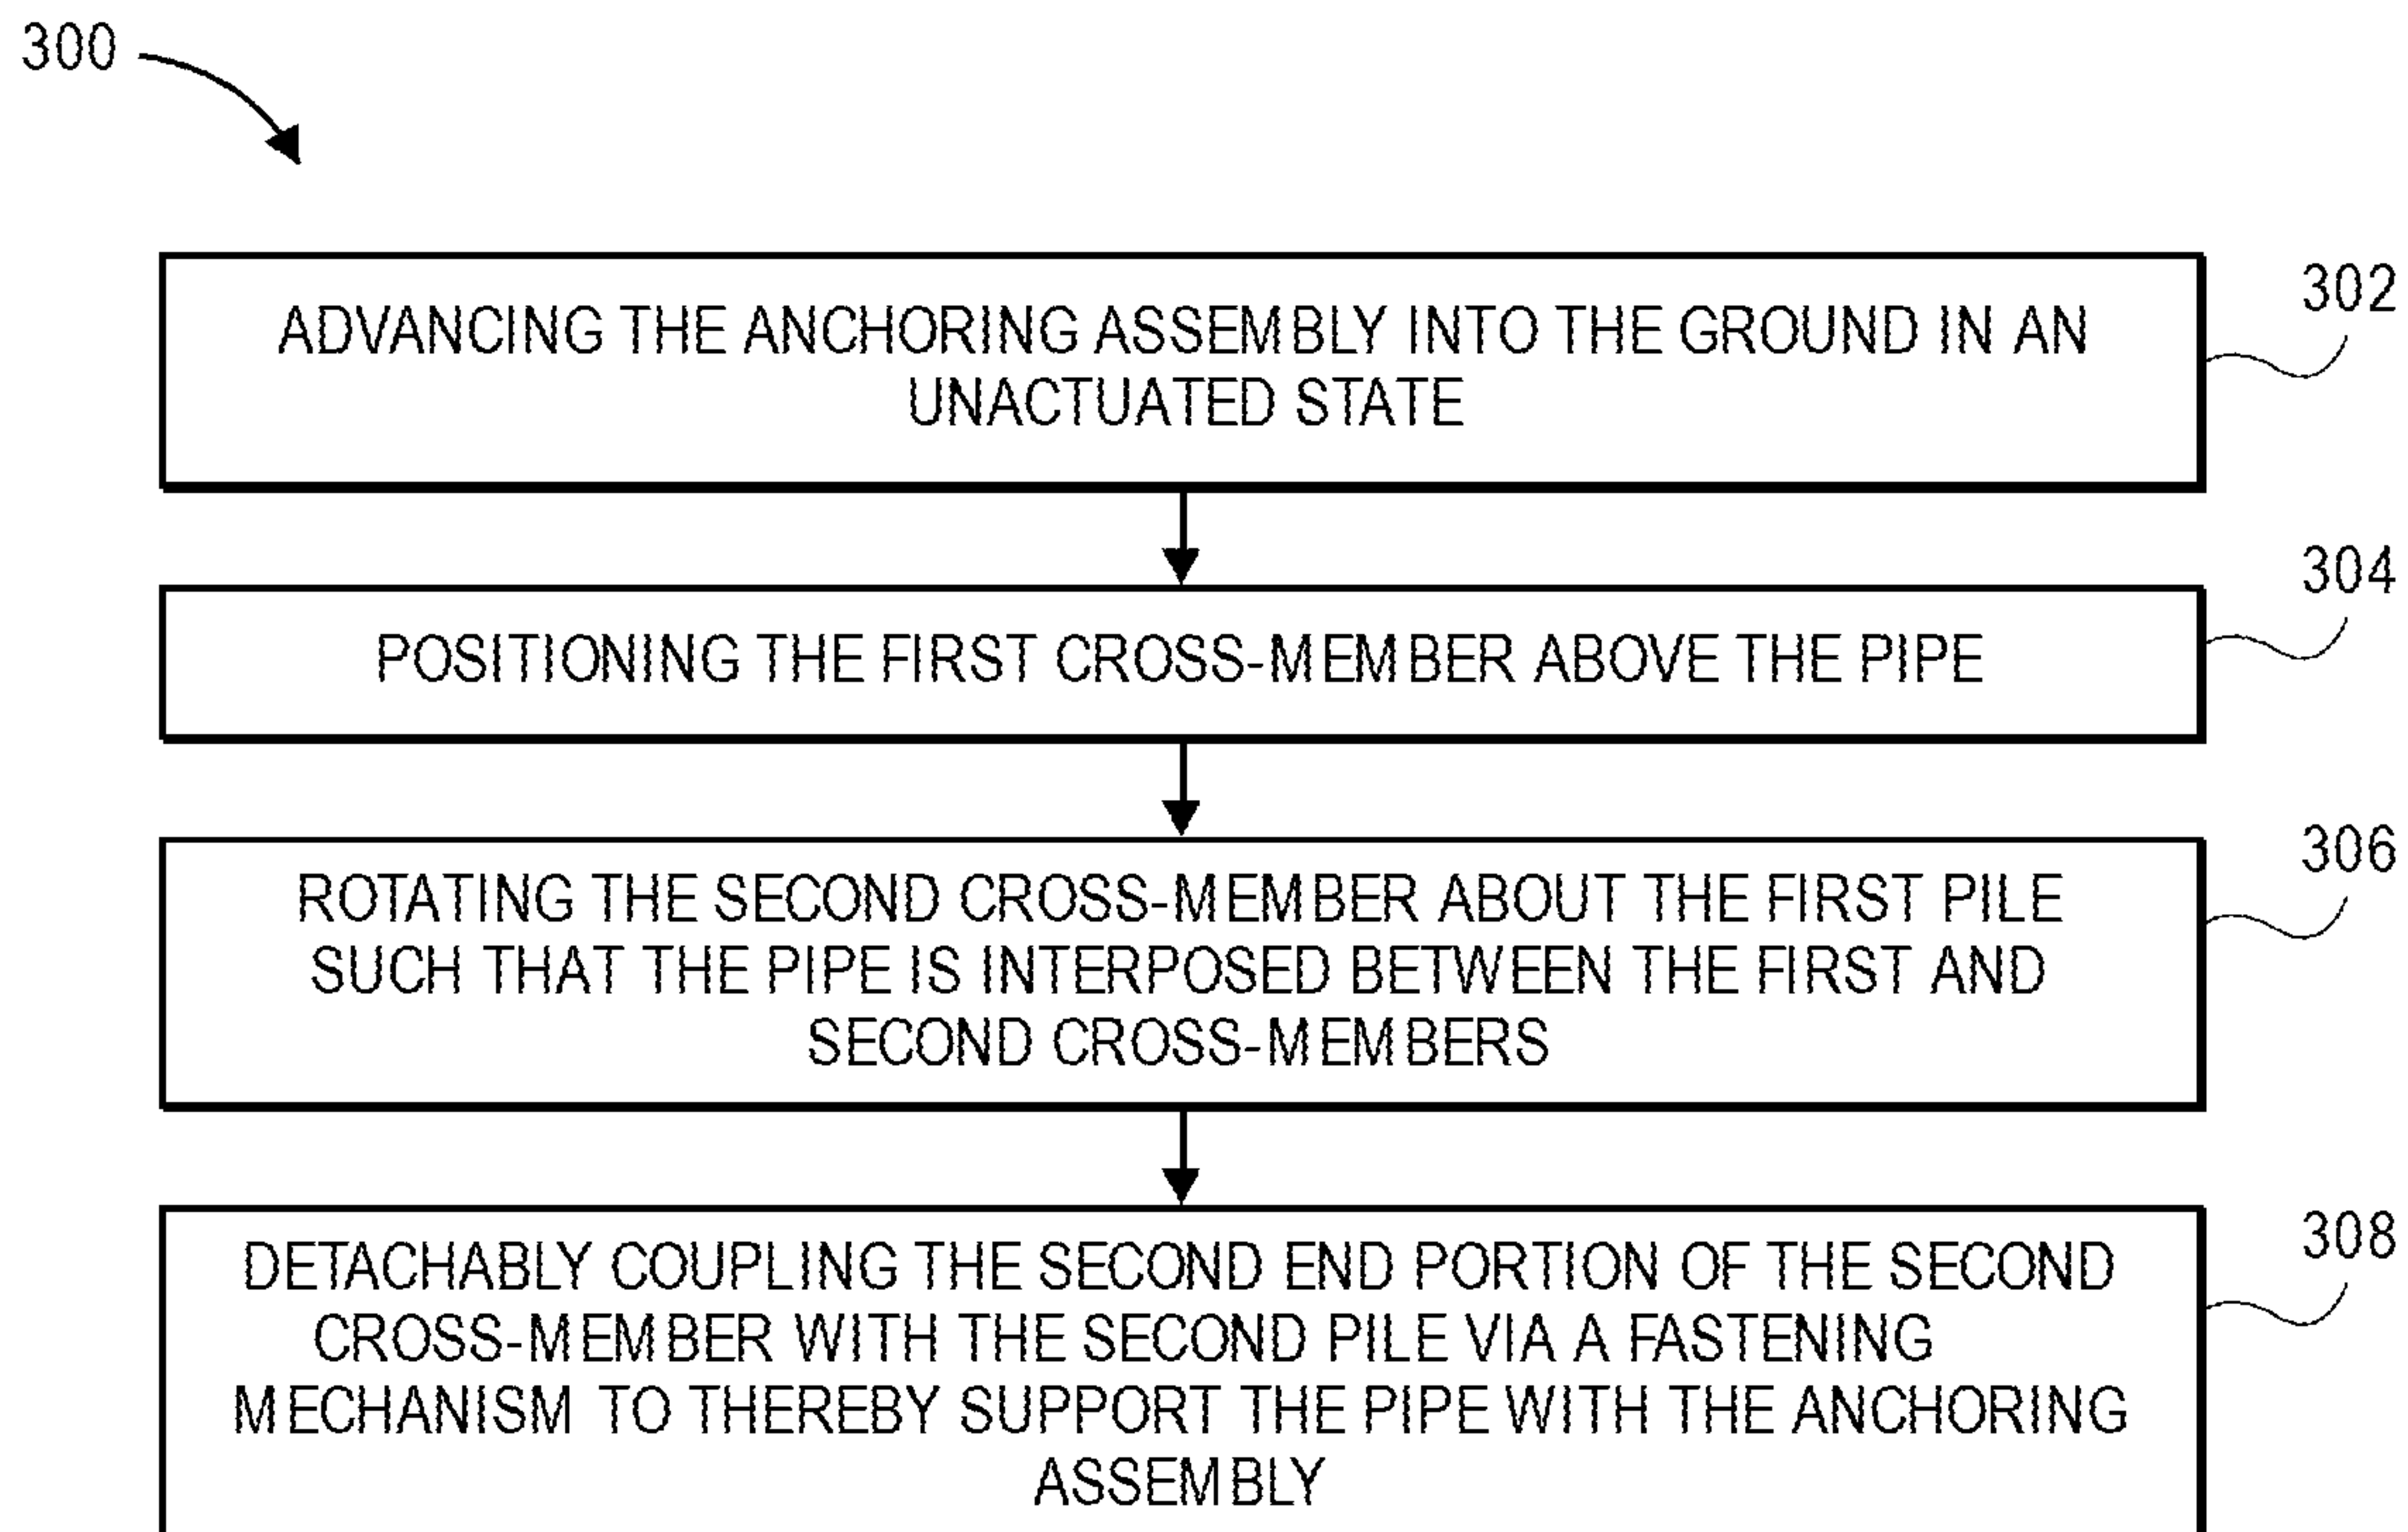 300
302
ADVANCING THE ANCHORING ASSEMBLY INTO THE GROUND IN AN
UNACTUATED STATE
304
POSITIONING THE FIRST CROSS-MEMBER ABOVE THE PIPE
306
ROTATING THE SECOND CROSS-MEMBER ABOUT THE FIRST PILE
SUCH THAT THE PIPE IS INTERPOSED BETWEEN THE FIRST AND
SECOND CROSS-MEMBERS
308
DETACHABLY COUPLING THE SECOND END PORTION OF THE SECOND
CROSS-MEMBER WITH THE SECOND PILE VIA A FASTENING
MECHANISM TO THEREBY SUPPORT THE PIPE WITH THE ANCHORING
ASSEMBLY